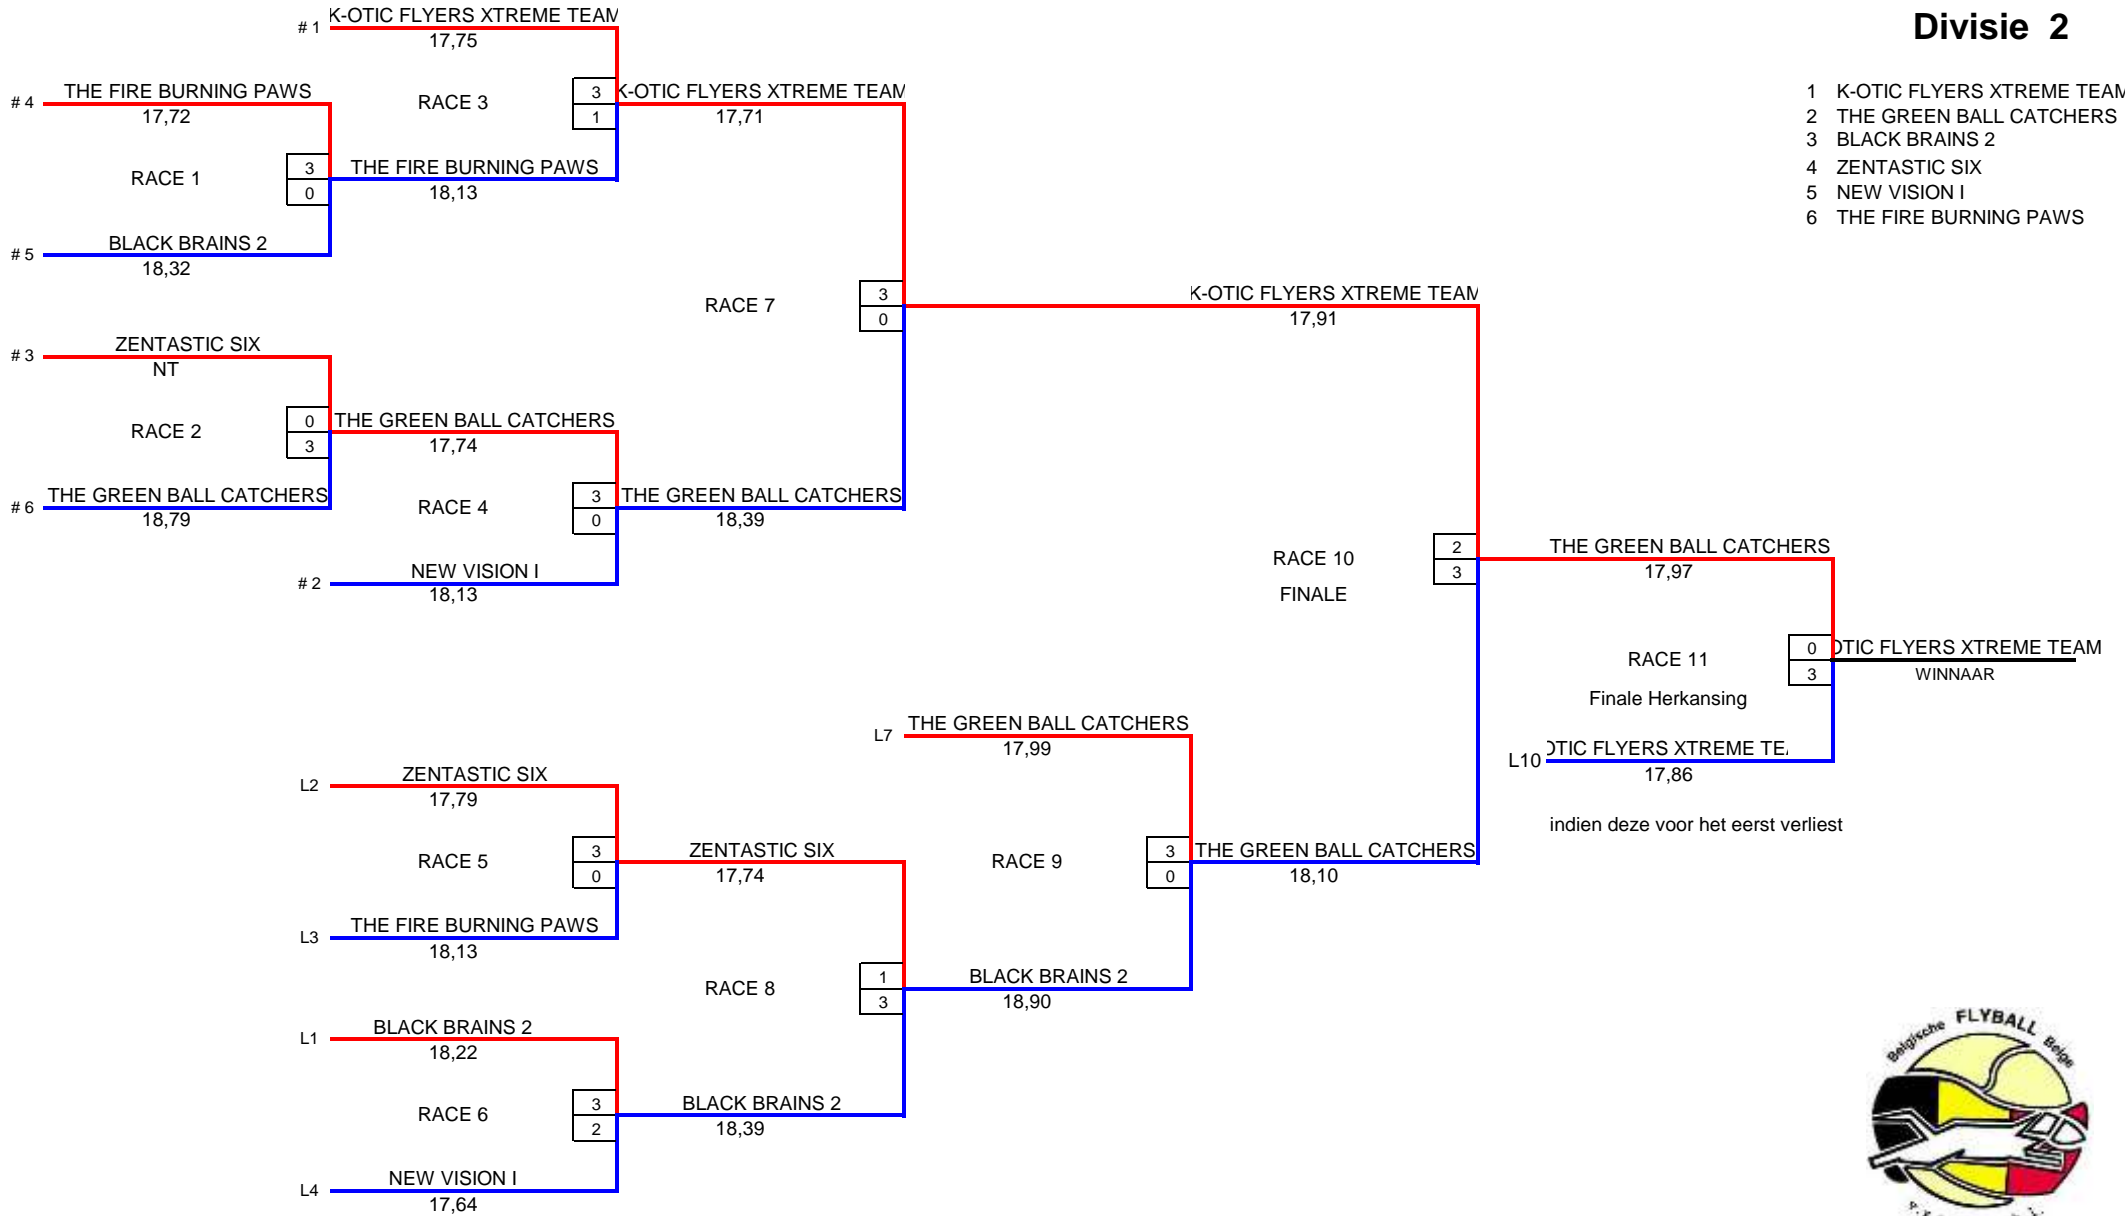 Divisie 2
1 K-OTIC FLYERS XTREME TEAM
2 THE GREEN BALL CATCHERS
3 BLACK BRAINS 2
4 ZENTASTIC SIX
5 NEW VISION I
6 THE FIRE BURNING PAWS
# 1 K-OTIC FLYERS XTREME TEAM
17,75
# 4 THE FIRE BURNING PAWS
17,72
RACE 3
3
1
K-OTIC FLYERS XTREME TEAM
17,71
RACE 1
3
0
THE FIRE BURNING PAWS
18,13
# 5 BLACK BRAINS 2
18,32
RACE 7
3
0
K-OTIC FLYERS XTREME TEAM
17,91
# 3 ZENTASTIC SIX
NT
RACE 2
0
3
THE GREEN BALL CATCHERS
17,74
# 6 THE GREEN BALL CATCHERS
18,79
RACE 4
3
0
THE GREEN BALL CATCHERS
18,39
# 2 NEW VISION I
18,13
RACE 10
FINALE
2
3
THE GREEN BALL CATCHERS
17,97
RACE 11
Finale Herkansing
0
3
OTIC FLYERS XTREME TEAM
WINNAAR
L10 OTIC FLYERS XTREME TEA
17,86
indien deze voor het eerst verliest
L7 THE GREEN BALL CATCHERS
17,99
L2 ZENTASTIC SIX
17,79
RACE 5
3
0
ZENTASTIC SIX
17,74
RACE 9
3
0
THE GREEN BALL CATCHERS
18,10
L3 THE FIRE BURNING PAWS
18,13
RACE 8
1
3
BLACK BRAINS 2
18,90
L1 BLACK BRAINS 2
18,22
RACE 6
3
2
BLACK BRAINS 2
18,39
L4 NEW VISION I
17,64
Belgische FLYBALL Belge